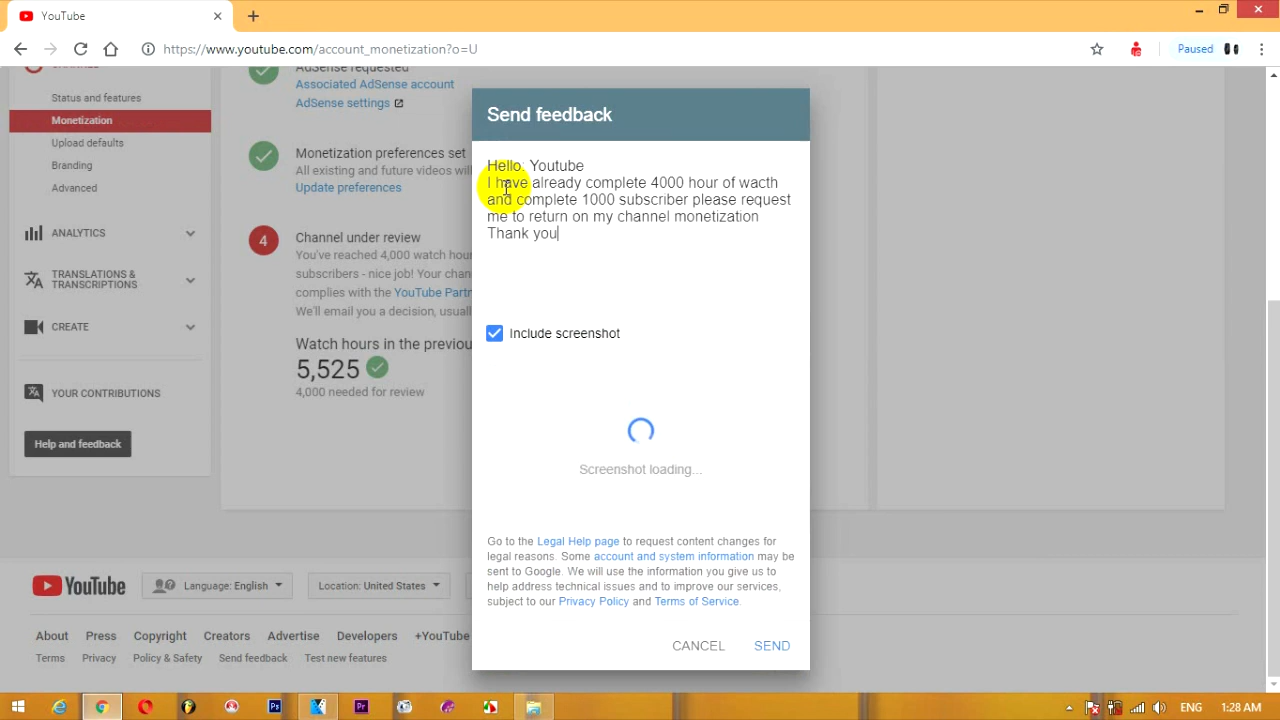 YouTube
https://www.youtube.com/account_monetization?o=U
Paused
CHANNEL
Status and features
Monetization
Upload defaults
Branding
Advanced
ANALYTICS
TRANSLATIONS &
TRANSCRIPTIONS
CREATE
YOUR CONTRIBUTIONS
Help and feedback
AdSense requested
Associated AdSense account
AdSense settings
Monetization preferences set
All existing and future videos will
Update preferences
4
Channel under review
You've reached 4,000 watch hou
subscribers - nice job! Your chan
complies with the YouTube Partn
We'll email you a decision, usuall
Watch hours in the previou
5,525
4,000 needed for review
Send feedback
Hello: Youtube
I have already complete 4000 hour of wacth
and complete 1000 subscriber please request
me to return on my channel monetization
Thank you
Include screenshot
Screenshot loading...
Go to the Legal Help page to request content changes for
legal reasons. Some account and system information may be
sent to Google. We will use the information you give us to
help address technical issues and to improve our services,
subject to our Privacy Policy and Terms of Service.
CANCEL
SEND
YouTube
Language: English
Location: United States
About Press Copyright Creators Advertise Developers +YouTube
Terms Privacy Policy & Safety Send feedback Test new features
Ps
Pr
ENG
1:28 AM